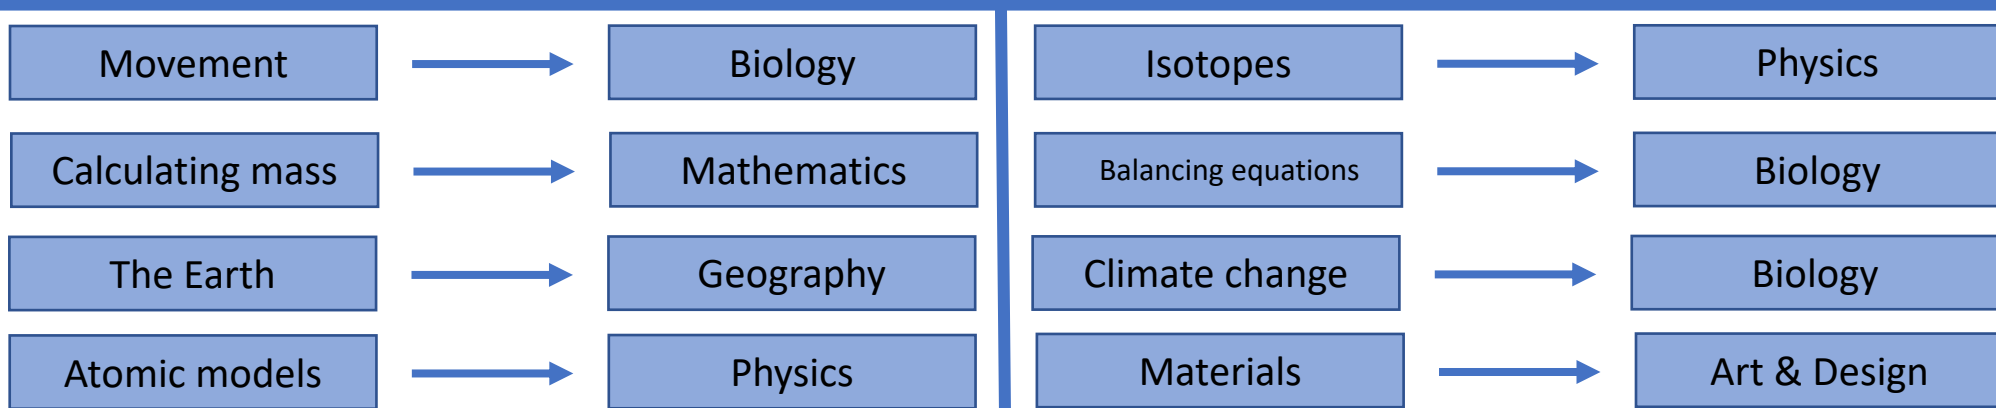 Movement
Biology
Calculating mass
Mathematics
The Earth
Geography
Atomic models
Physics
Isotopes
Physics
Balancing equations
Biology
Climate change
Biology
Materials
Art & Design